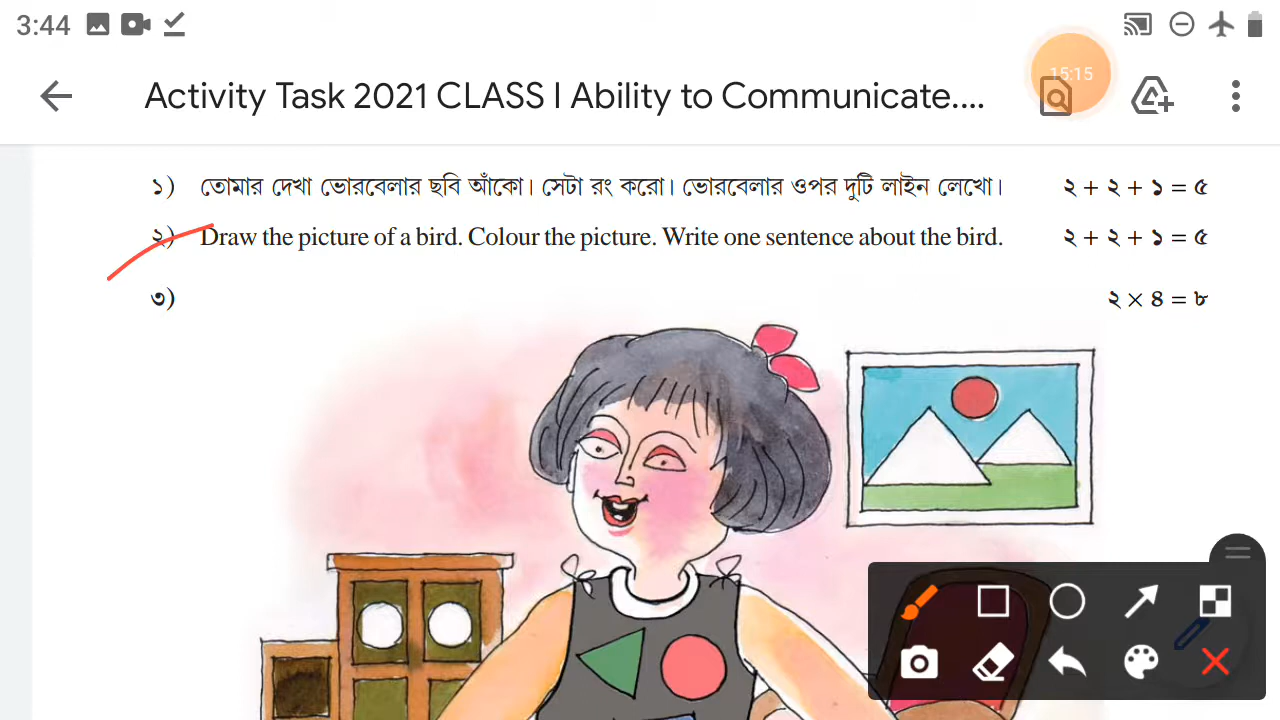 3:44
15:15
Activity Task 2021 CLASS I Ability to Communicate....
১) তোমার দেখা ভোরবেলার ছবি আঁকো। সেটা রং করো। ভোরবেলার ওপর দুটি লাইন লেখো। ২ + ২ + ১ = ৫
২) Draw the picture of a bird. Colour the picture. Write one sentence about the bird. ২ + ২ + ১ = ৫
৩) ২ × 8 = ৮